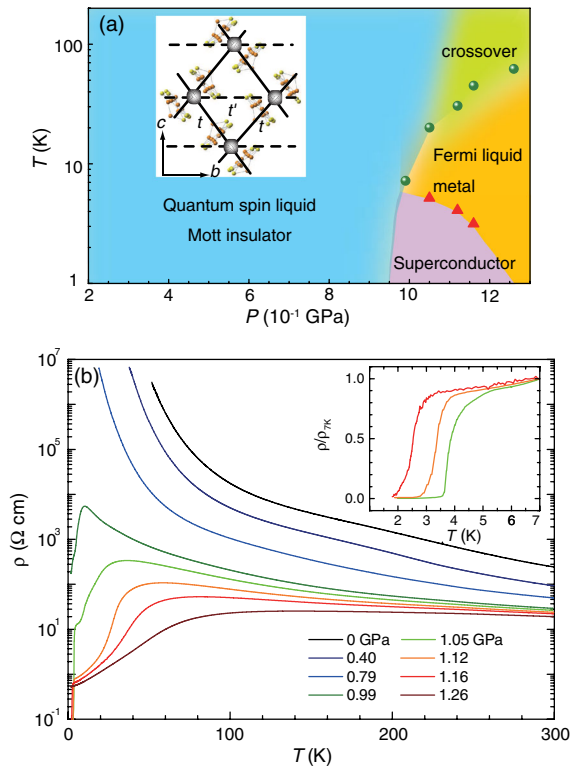 (a)
100
10
1
T (K)
c
b
t
t'
t
crossover
Fermi liquid
metal
Quantum spin liquid
Mott insulator
Superconductor
2 4 6 8 10 12
P (10⁻¹ GPa)
(b)
10⁷
10⁵
10³
10¹
10⁻¹
ρ (Ω cm)
1.0
0.5
0.0
ρ/ρ7K
2 3 4 5 6 7
T (K)
0 GPa 1.05 GPa
0.40 1.12
0.79 1.16
0.99 1.26
0 100 200 300
T (K)